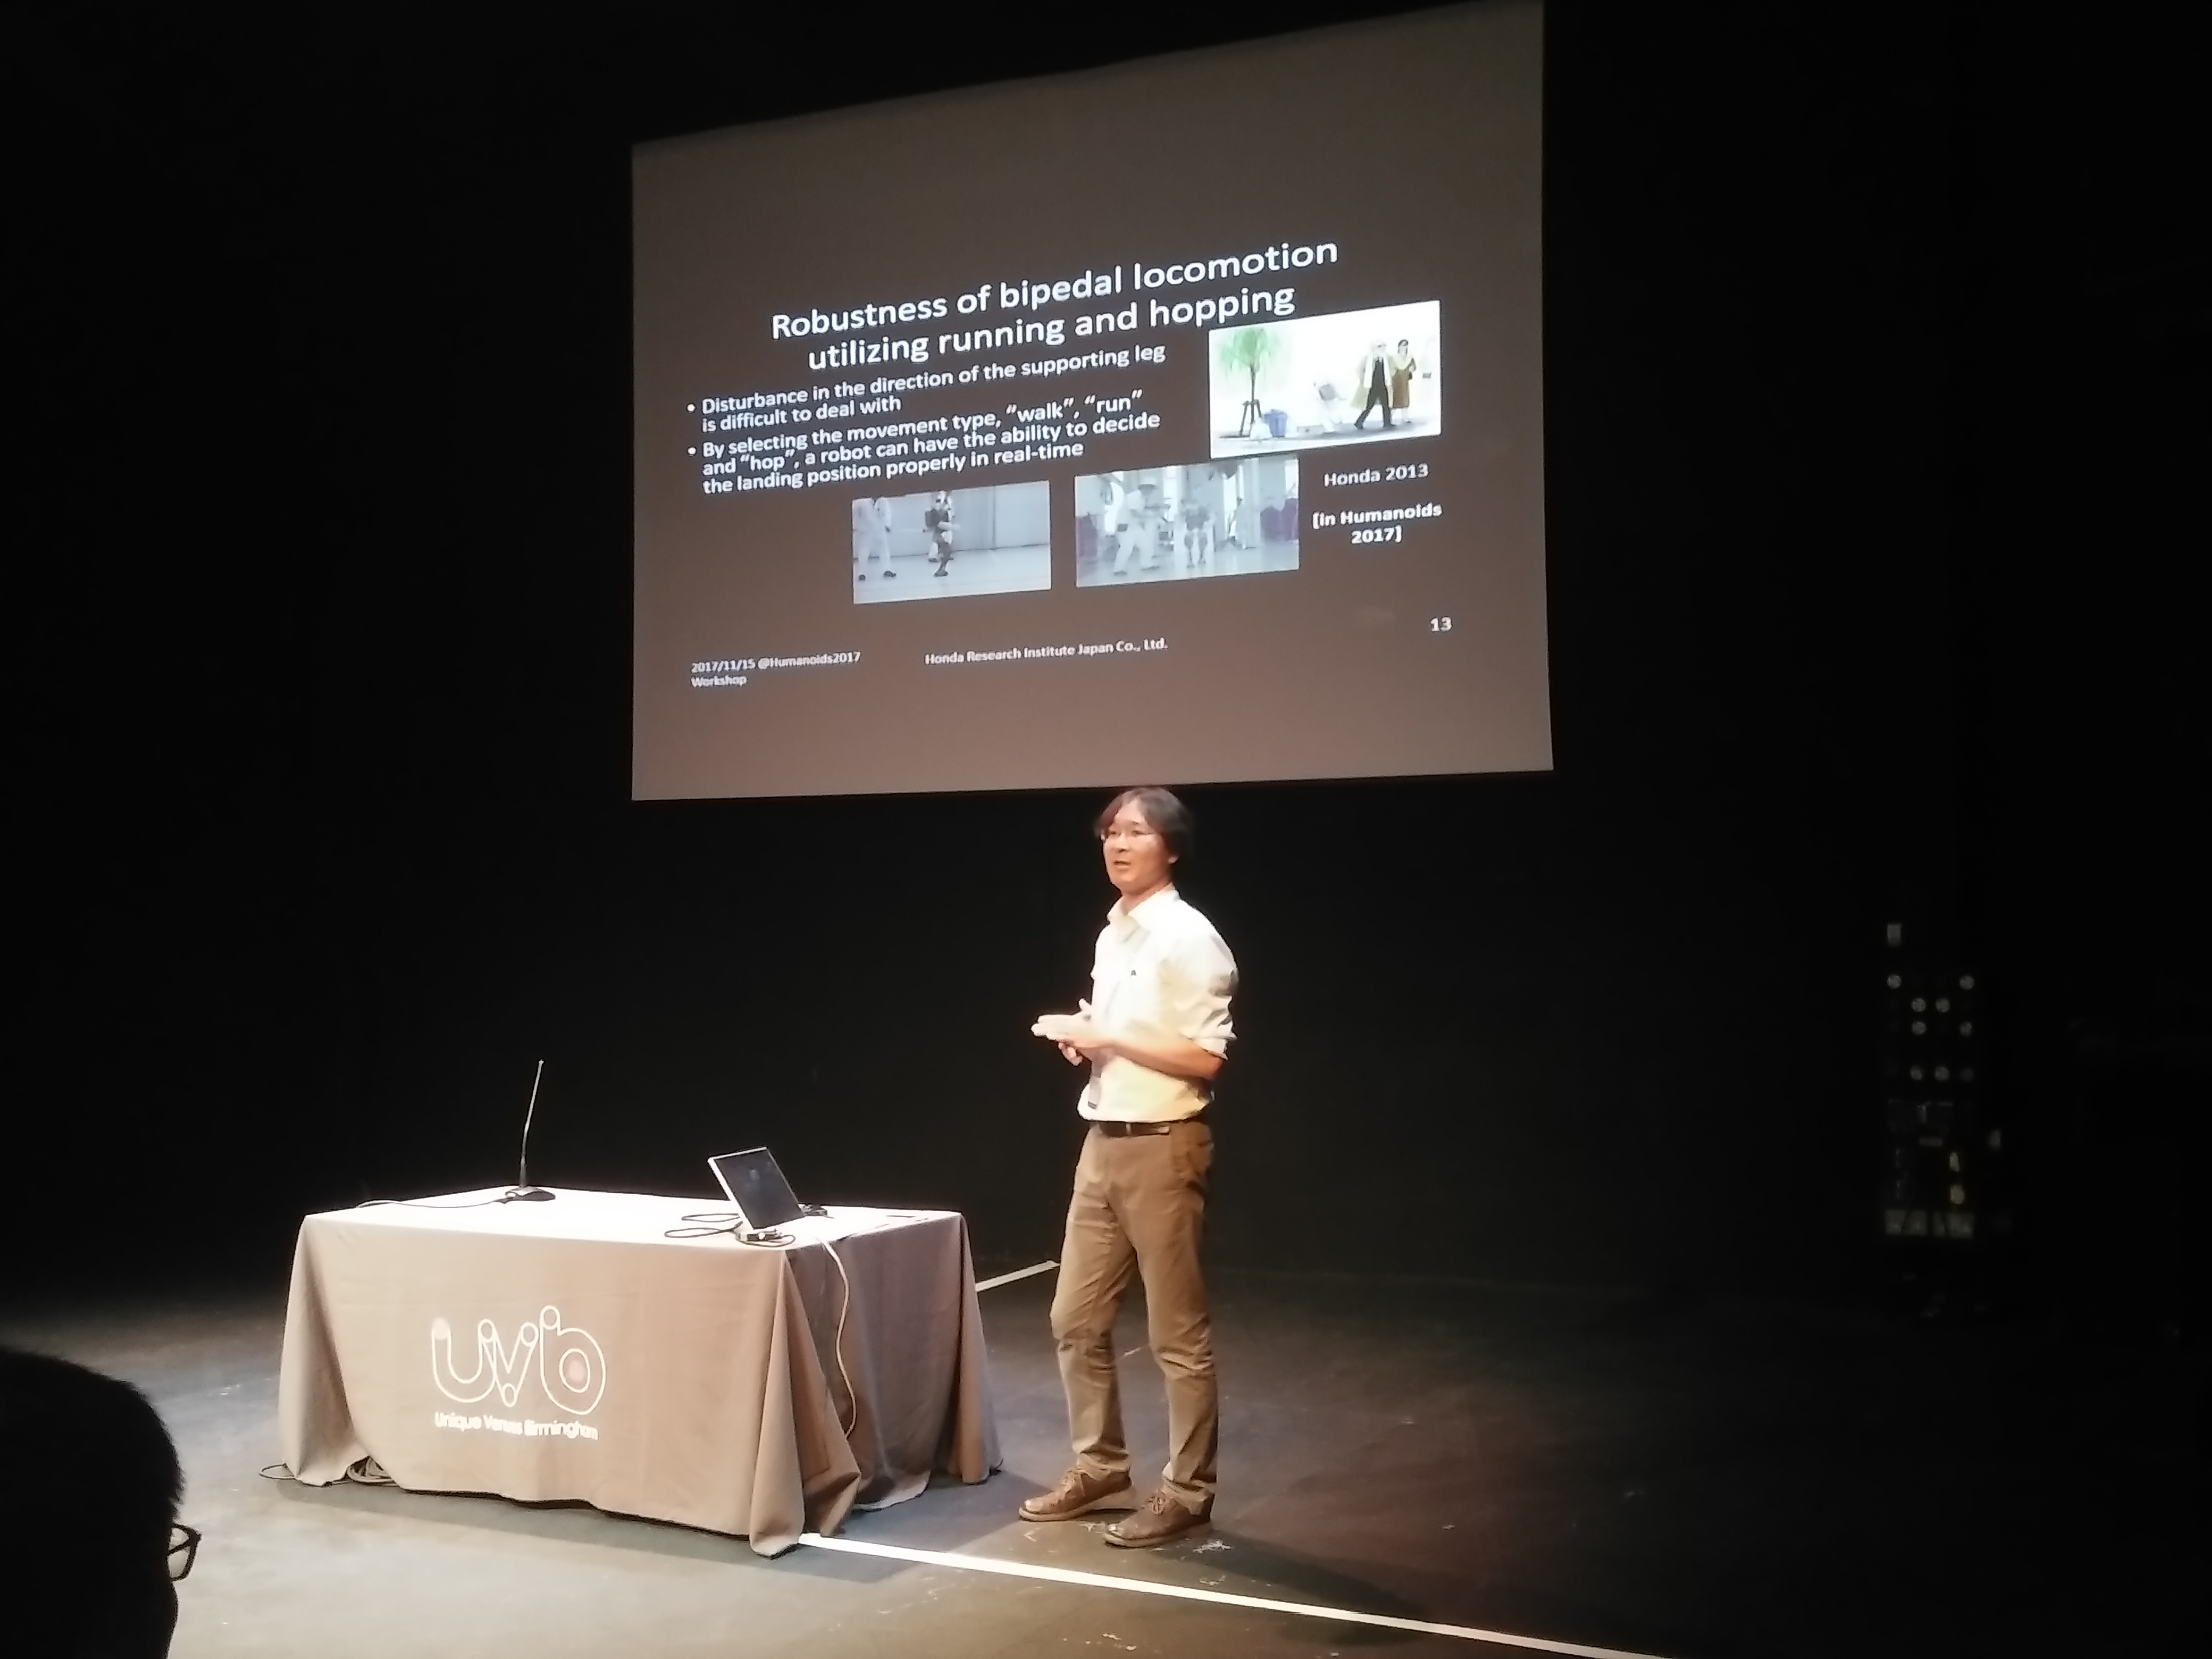 Robustness of bipedal locomotion
utilizing running and hopping
• Disturbance in the direction of the supporting leg
is difficult to deal with
• By selecting the movement type, “walk”, “run”
and “hop”, a robot can have the ability to decide
the landing position properly in real-time
Honda 2013
[in Humanoids
2017]
13
2017/11/15 @Humanoids2017
Workshop
Honda Research Institute Japan Co., Ltd.
uvb
Unique Venues Birmingham